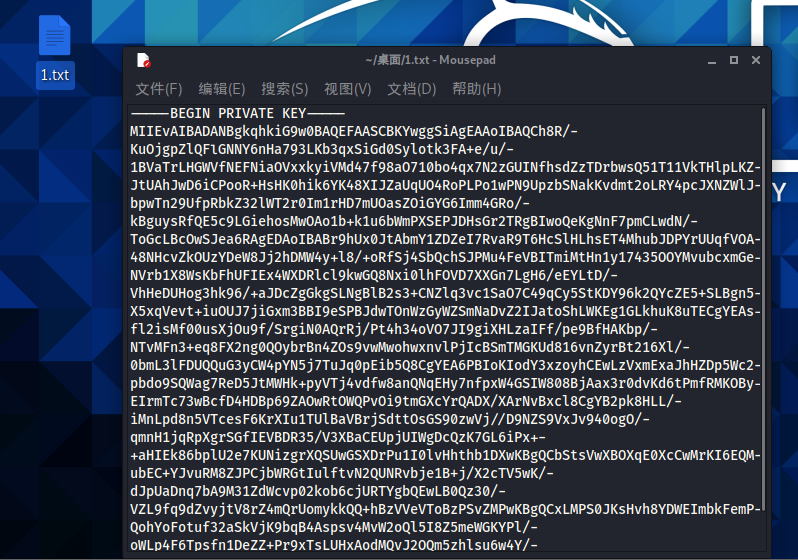 1.txt
~/桌面/1.txt - Mousepad
文件(F) 编辑(E) 搜索(S) 视图(V) 文档(D) 帮助(H)
-----BEGIN PRIVATE KEY-----
MIIEvAIBADANBgkqhkiG9w0BAQEFAASCBKYwggSiAgEAAoIBAQCh8R/-
KuOjgpZlQFlGNNY6nHa793LKb3qxSiGd0Sylotk3FA+e/u/-
1BVaTrLHGWVfNEFNiaOVxxkyiVMd47f98aO710bo4qx7N2zGUINfhsdZzTDrbwsQ51T11VkTHlpLKZ-
JtUAhJwD6iCPooR+HsHK0hik6YK48XIJZaUqUO4RoPLPo1wPN9UpzbSNakKvdmt2oLRY4pcJXNZWlJ-
bpwTn29UfpRbkZ32lWT2r0Im1rHD7mUOasZOiGYG6Imm4GRo/-
kBguysRfQE5c9LGiehosMwOAo1b+k1u6bWmPXSEPJDHsGr2TRgBIwoQeKgNnF7pmCLwdN/-
ToGcLBcOwSJea6RAgEDAoIBABr9hUx0JtAbmY1ZDZeI7RvaR9T6HcSlHLhsET4MhubJDPYrUUqfVOA-
48NHcvZkOUzYDeW8Jj2hDMW4y+l8/+oRfSj4SbQchSJPMu4FeVBITmiMtHn1y17435OOYMvubcxmGe-
NVrb1X8WsKbFhUFIEx4WXDRlcl9kwGQ8Nxi0lhFOVD7XXGn7LgH6/eEYLtD/-
VhHeDUHog3hk96/+aJDcZgGkgSLNgBlB2s3+CNZlq3vc1SaO7C49qCy5StKDY96k2QYcZE5+SLBgn5-
X5xqVevt+iuOUJ7jiGxm3BBI9eSPBJdwTOnWzGyWZSmNaDvZ2IJatoShLWKEg1GLkhuK8uTECgYEAs-
fl2isMf00usXjOu9f/SrgiN0AQrRj/Pt4h34oVO7JI9giXHLzaIFf/pe9BfHAKbp/-
NTvMFn3+eq8FX2ng0QOybrBn4ZOs9vwMwohwxnvlPjIcBSmTMGKUd816vnZyrBt216Xl/-
0bmL3lFDUQQuG3yCW4pYN5j7TuJq0pEib5Q8CgYEA6PBIoKIodY3xzoyhCEwLzVxmExaJhHZDp5Wc2-
pbdo9SQWag7ReD5JtMWHk+pyVTj4vdfw8anQNqEHy7nfpxW4GSIW808BjAax3r0dvKd6tPmfRMKOBy-
EIrmTc73wBcfD4HDBp69ZAOwRtOWQPvOi9tmGXcYrQADX/XArNvBxcl8CgYB2pk8HLL/-
iMnLpd8n5VTcesF6KrXIu1TUlBaVBrjSdttOsGS90zwVj//D9NZS9VxJv940ogO/-
qmnH1jqRpXgrSGfIEVBDR35/V3XBaCEUpjUIWgDcQzK7GL6iPx+-
+aHIEk86bplU2e7KUNizgrXQSUwGSXDrPu1I0lvHhthb1DXwKBgQCbStsVwXBOXqE0XcCwMrKI6EQM-
ubEC+YJvuRM8ZJPCjbWRGtIulftvN2QUNRvbje1B+j/X2cTV5wK/-
dJpUaDnq7bA9M31ZdWcvp02kob6cjURTYgbQEwLB0Qz30/-
VZL9fq9dZvyjtV8rZ4mQrUomykkQQ+hBzVVeVToBzPSvZMPwKBgQCxLMPS0JKsHvh8YDWEImbkFemP-
QohYoFotuf32aSkVjK9bqB4Aspsv4MvW2oQl5I8Z5meWGKYPl/-
oWLp4F6Tpsfn1DeZZ+Pr9xTsLUHxAodMQvJ2OQm5zhlsu6w4Y/-